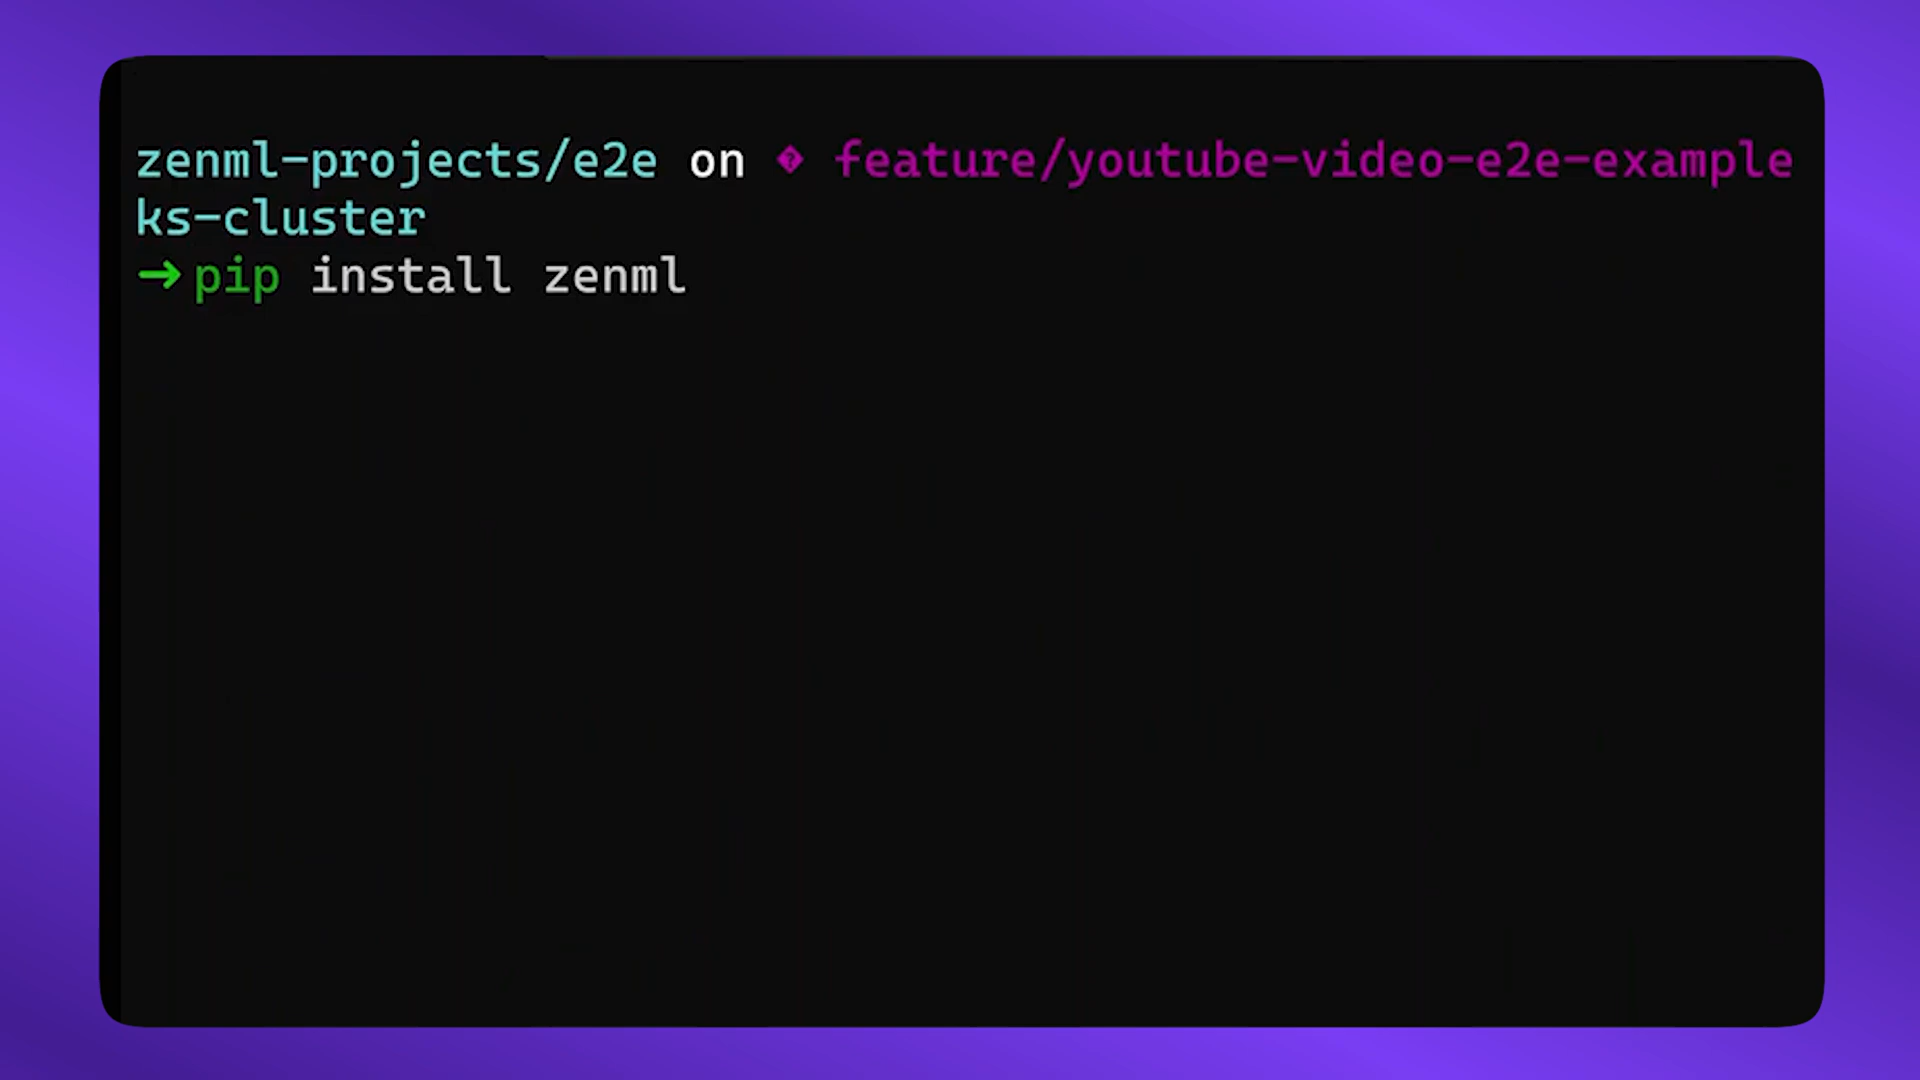 zenml-projects/e2e on � feature/youtube-video-e2e-example
ks-cluster
→ pip install zenml